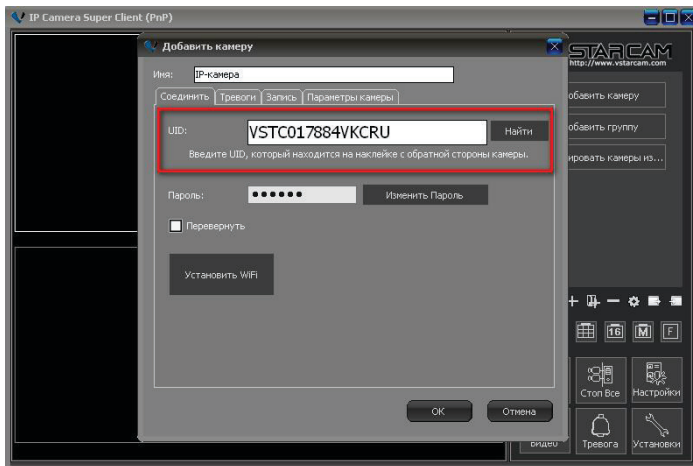 IP Camera Super Client (PnP)
Добавить камеру
STARCAM
http://www.vstarcam.com
Имя: IP-камера
Соединить Тревоги Запись Параметры камеры
UID: VSTC017884VKCRU Найти
Введите UID, который находится на наклейке с обратной стороны камеры.
Пароль: ●●●●●● Изменить Пароль
Перевернуть
Установить WiFi
OK Отмена
обавить камеру
обавить группу
ировать камеры из...
16 M F
Стоп Все Настройки
Видео Тревога Установки